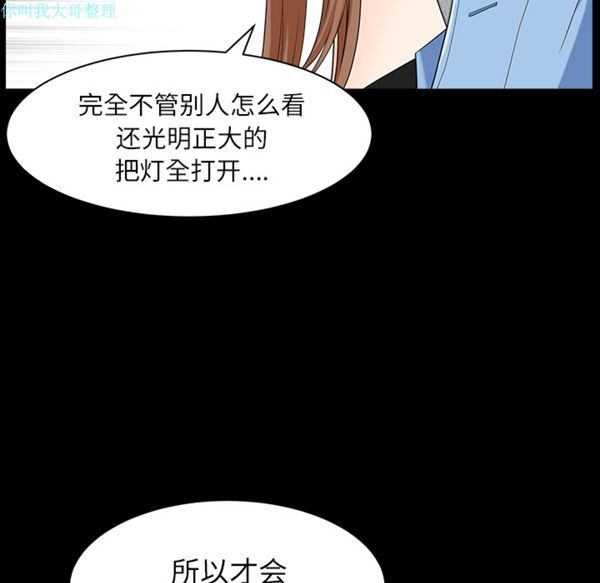 你叫我大哥整理
完全不管别人怎么看
还光明正大的
把灯全打开....
所以才会